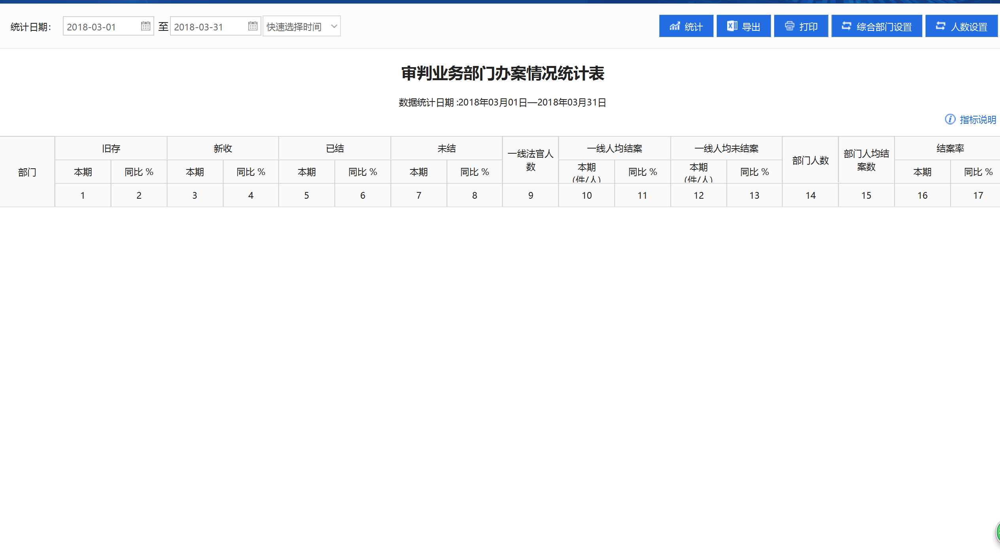 统计日期： 2018-03-01 至 2018-03-31 快速选择时间 统计 导出 打印 综合部门设置 人数设置
审判业务部门办案情况统计表
数据统计日期 :2018年03月01日—2018年03月31日
指标说明
部门 旧存 新收 已结 未结 一线法官人数 一线人均结案 一线人均未结案 部门人数 部门人均结案数 结案率
本期 同比 % 本期 同比 % 本期 同比 % 本期 同比 % 本期 (件/人) 同比 % 本期 (件/人) 同比 % 本期 同比 %
1 2 3 4 5 6 7 8 9 10 11 12 13 14 15 16 17